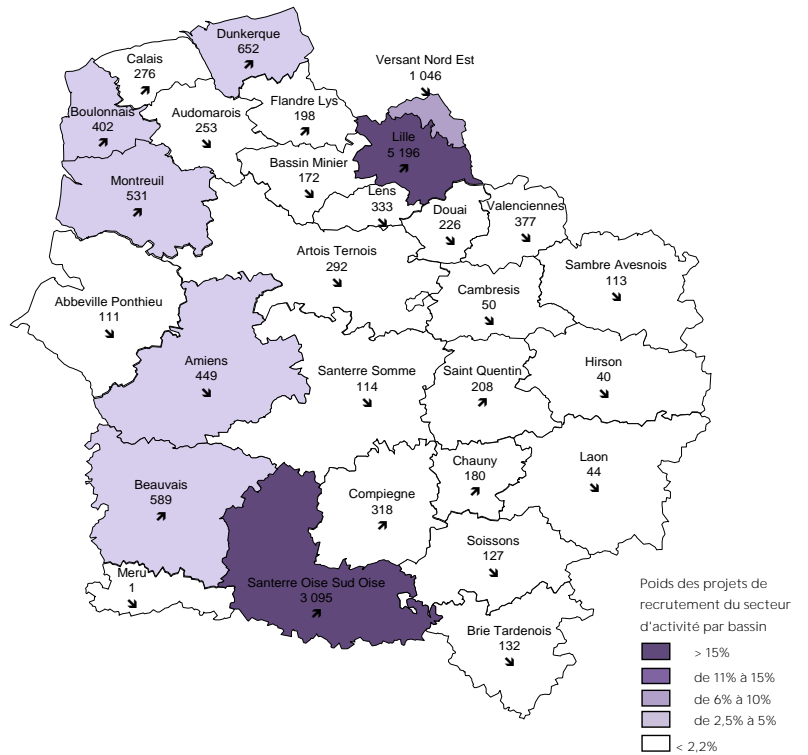 Dunkerque
652
Calais
276
Versant Nord Est
1 046
Boulonnais
402
Audomarois
253
Flandre Lys
198
Lille
5 196
Bassin Minier
172
Montreuil
531
Lens
333
Douai
226
Valenciennes
377
Artois Ternois
292
Sambre Avesnois
113
Cambresis
50
Abbeville Ponthieu
111
Amiens
449
Santerre Somme
114
Saint Quentin
208
Hirson
40
Beauvais
589
Compiegne
318
Chauny
180
Laon
44
Soissons
127
Meru
1
Santerre Oise Sud Oise
3 095
Brie Tardenois
132
Poids des projets de
recrutement du secteur
d'activité par bassin
> 15%
de 11% à 15%
de 6% à 10%
de 2,5% à 5%
< 2,2%